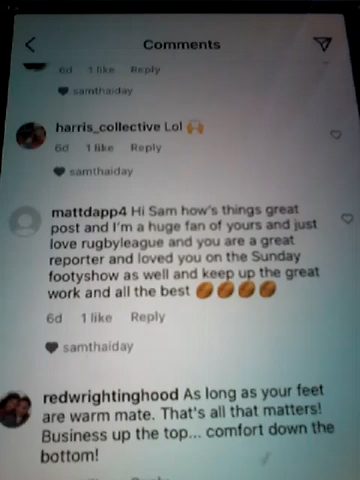 Comments
6d 1 like Reply
samthaiday
harris_collective Lol 🙌
6d 1 like Reply
samthaiday
mattdapp4 Hi Sam how's things great
post and I'm a huge fan of yours and just
love rugbyleague and you are a great
reporter and loved you on the Sunday
footyshow as well and keep up the great
work and all the best 🏉🏉🏉🏉
6d 1 like Reply
samthaiday
redwrightinghood As long as your feet
are warm mate. That's all that matters!
Business up the top... comfort down the
bottom!